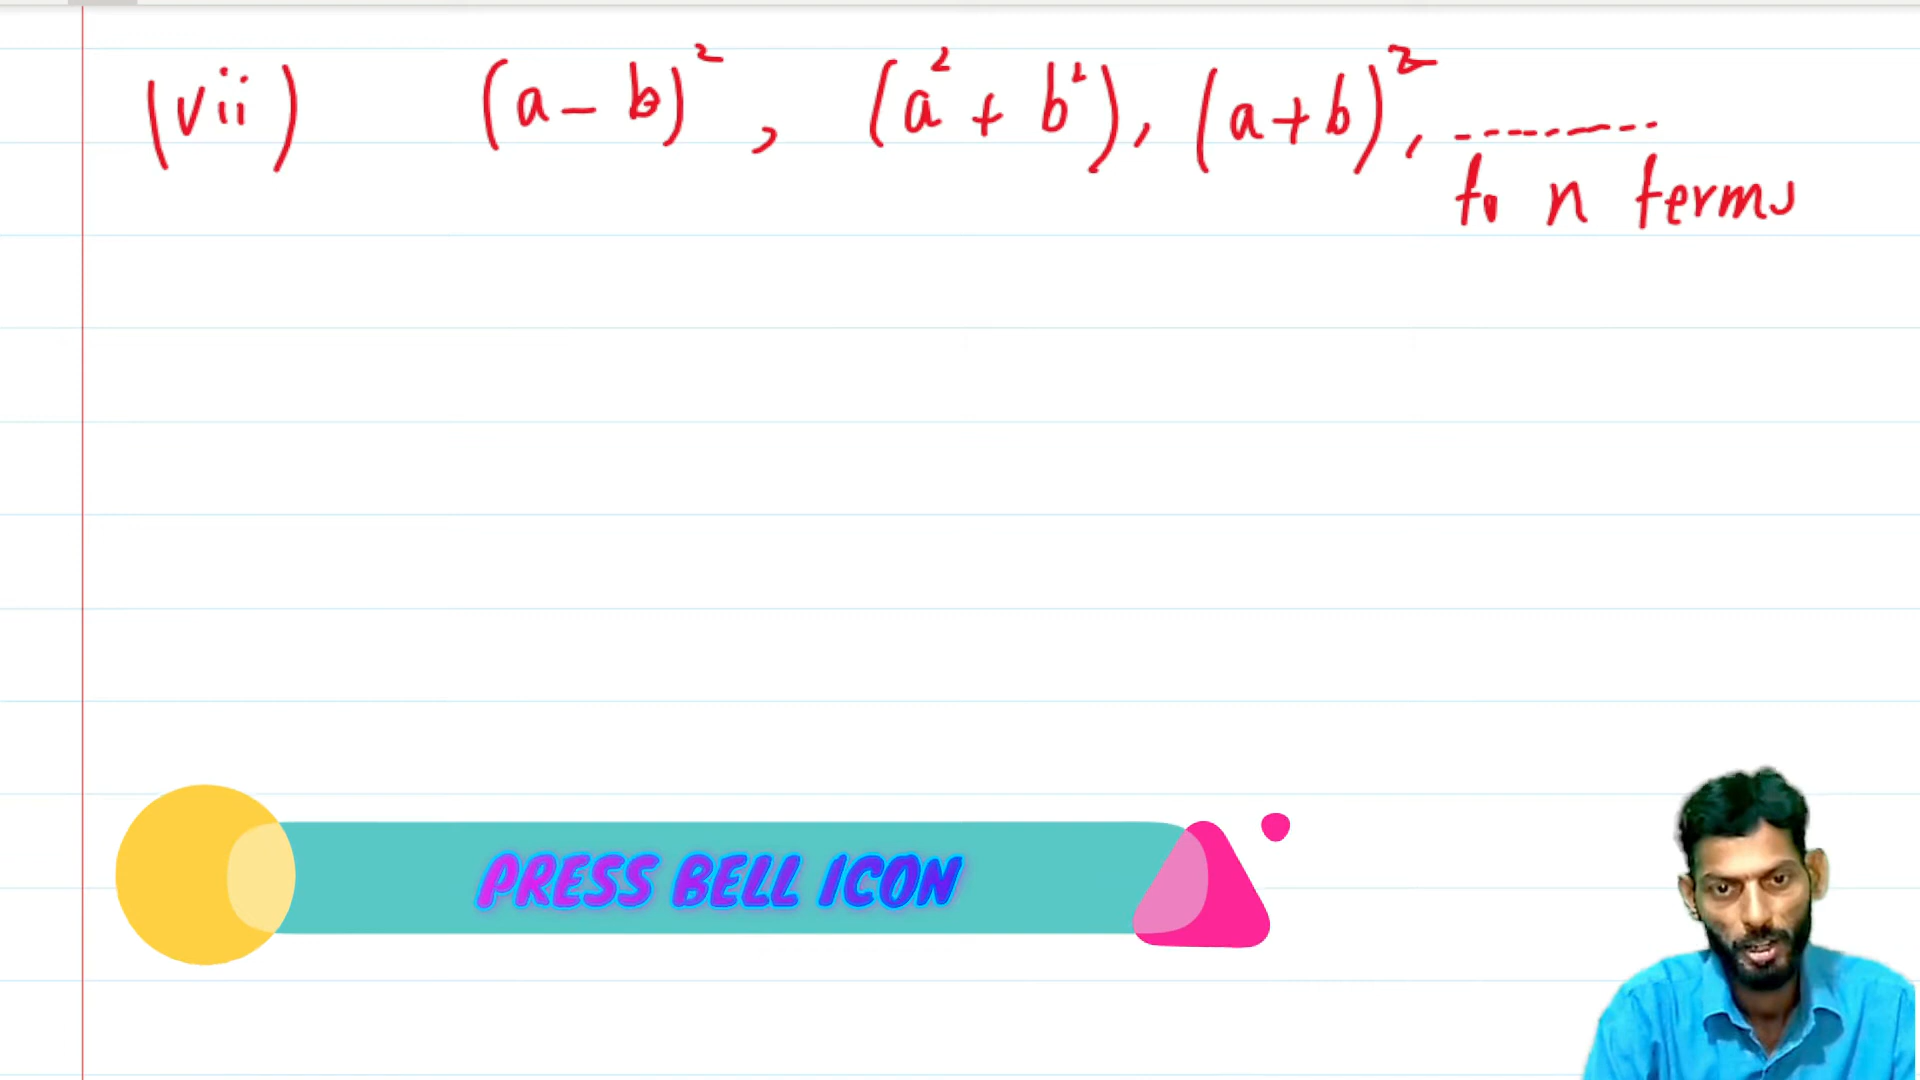 (vii) (a - b)², (a² + b²), (a + b)², ----------
to n terms
PRESS BELL ICON